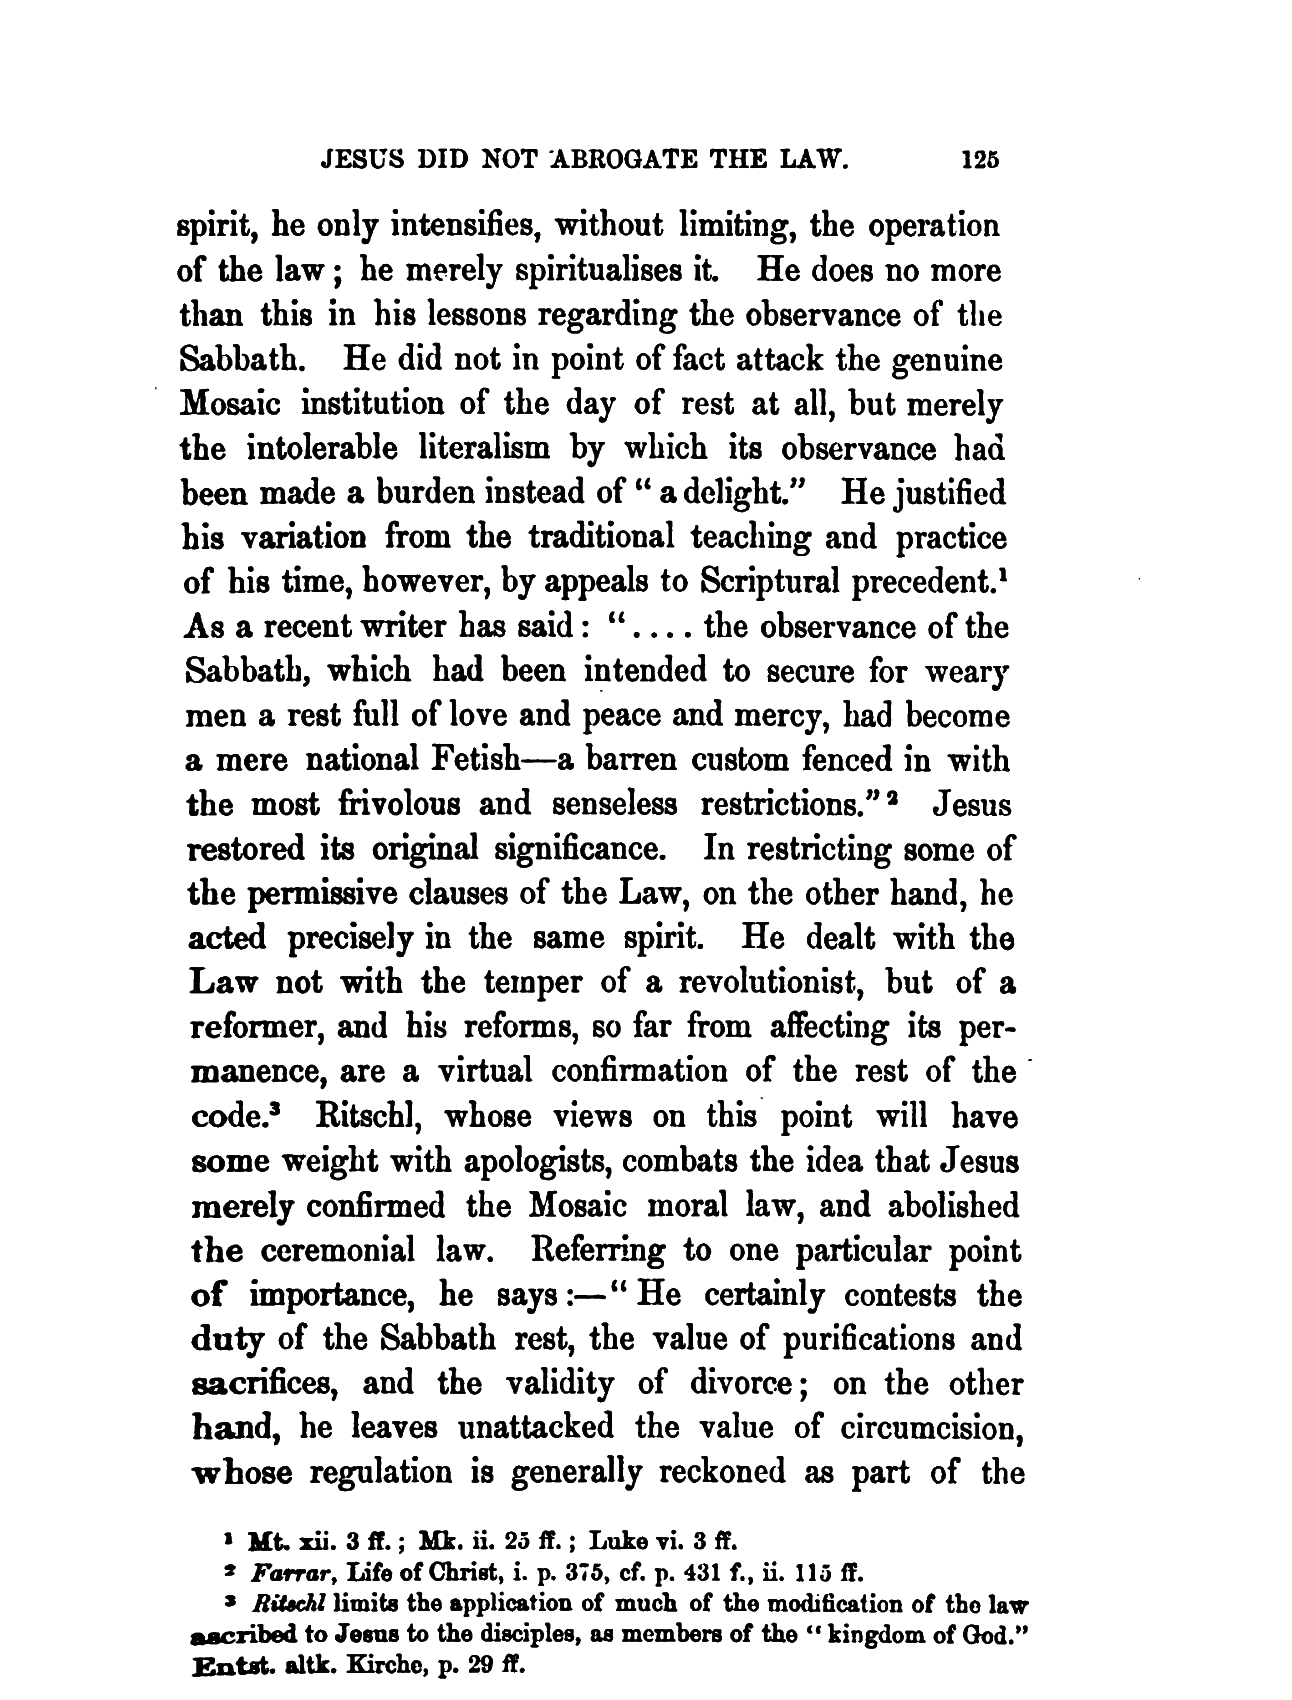 JESUS DID NOT ABROGATE THE LAW. 125
spirit, he only intensifies, without limiting, the operation
of the law; he merely spiritualises it. He does no more
than this in his lessons regarding the observance of the
Sabbath. He did not in point of fact attack the genuine
Mosaic institution of the day of rest at all, but merely
the intolerable literalism by which its observance had
been made a burden instead of “a delight.” He justified
his variation from the traditional teaching and practice
of his time, however, by appeals to Scriptural precedent.¹
As a recent writer has said: “.... the observance of the
Sabbath, which had been intended to secure for weary
men a rest full of love and peace and mercy, had become
a mere national Fetish—a barren custom fenced in with
the most frivolous and senseless restrictions.”² Jesus
restored its original significance. In restricting some of
the permissive clauses of the Law, on the other hand, he
acted precisely in the same spirit. He dealt with the
Law not with the temper of a revolutionist, but of a
reformer, and his reforms, so far from affecting its per-
manence, are a virtual confirmation of the rest of the
code.³ Ritschl, whose views on this point will have
some weight with apologists, combats the idea that Jesus
merely confirmed the Mosaic moral law, and abolished
the ceremonial law. Referring to one particular point
of importance, he says:—“He certainly contests the
duty of the Sabbath rest, the value of purifications and
sacrifices, and the validity of divorce; on the other
hand, he leaves unattacked the value of circumcision,
whose regulation is generally reckoned as part of the
¹ Mt. xii. 3 ff.; Mk. ii. 25 ff.; Luke vi. 3 ff.
² Farrar, Life of Christ, i. p. 375, cf. p. 431 f., ii. 115 ff.
³ Ritschl limits the application of much of the modification of the law
ascribed to Jesus to the disciples, as members of the “kingdom of God.”
Entst. altk. Kirche, p. 29 ff.